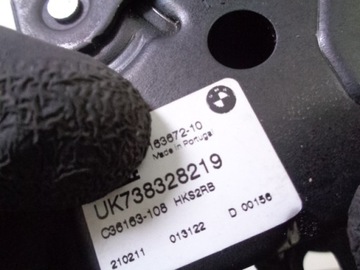 163672-10
Made in Portugal
UK738328219
C36163-108 HKS2RB
210211 013122 D 00156